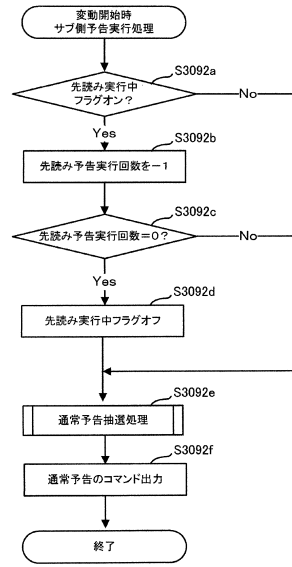 変動開始時
サブ側予告実行処理
S3092a
先読み実行中
フラグオン？
No
Yes
S3092b
先読み予告実行回数を－1
S3092c
先読み予告実行回数＝0？
No
Yes
S3092d
先読み実行中フラグオフ
S3092e
通常予告抽選処理
S3092f
通常予告のコマンド出力
終了